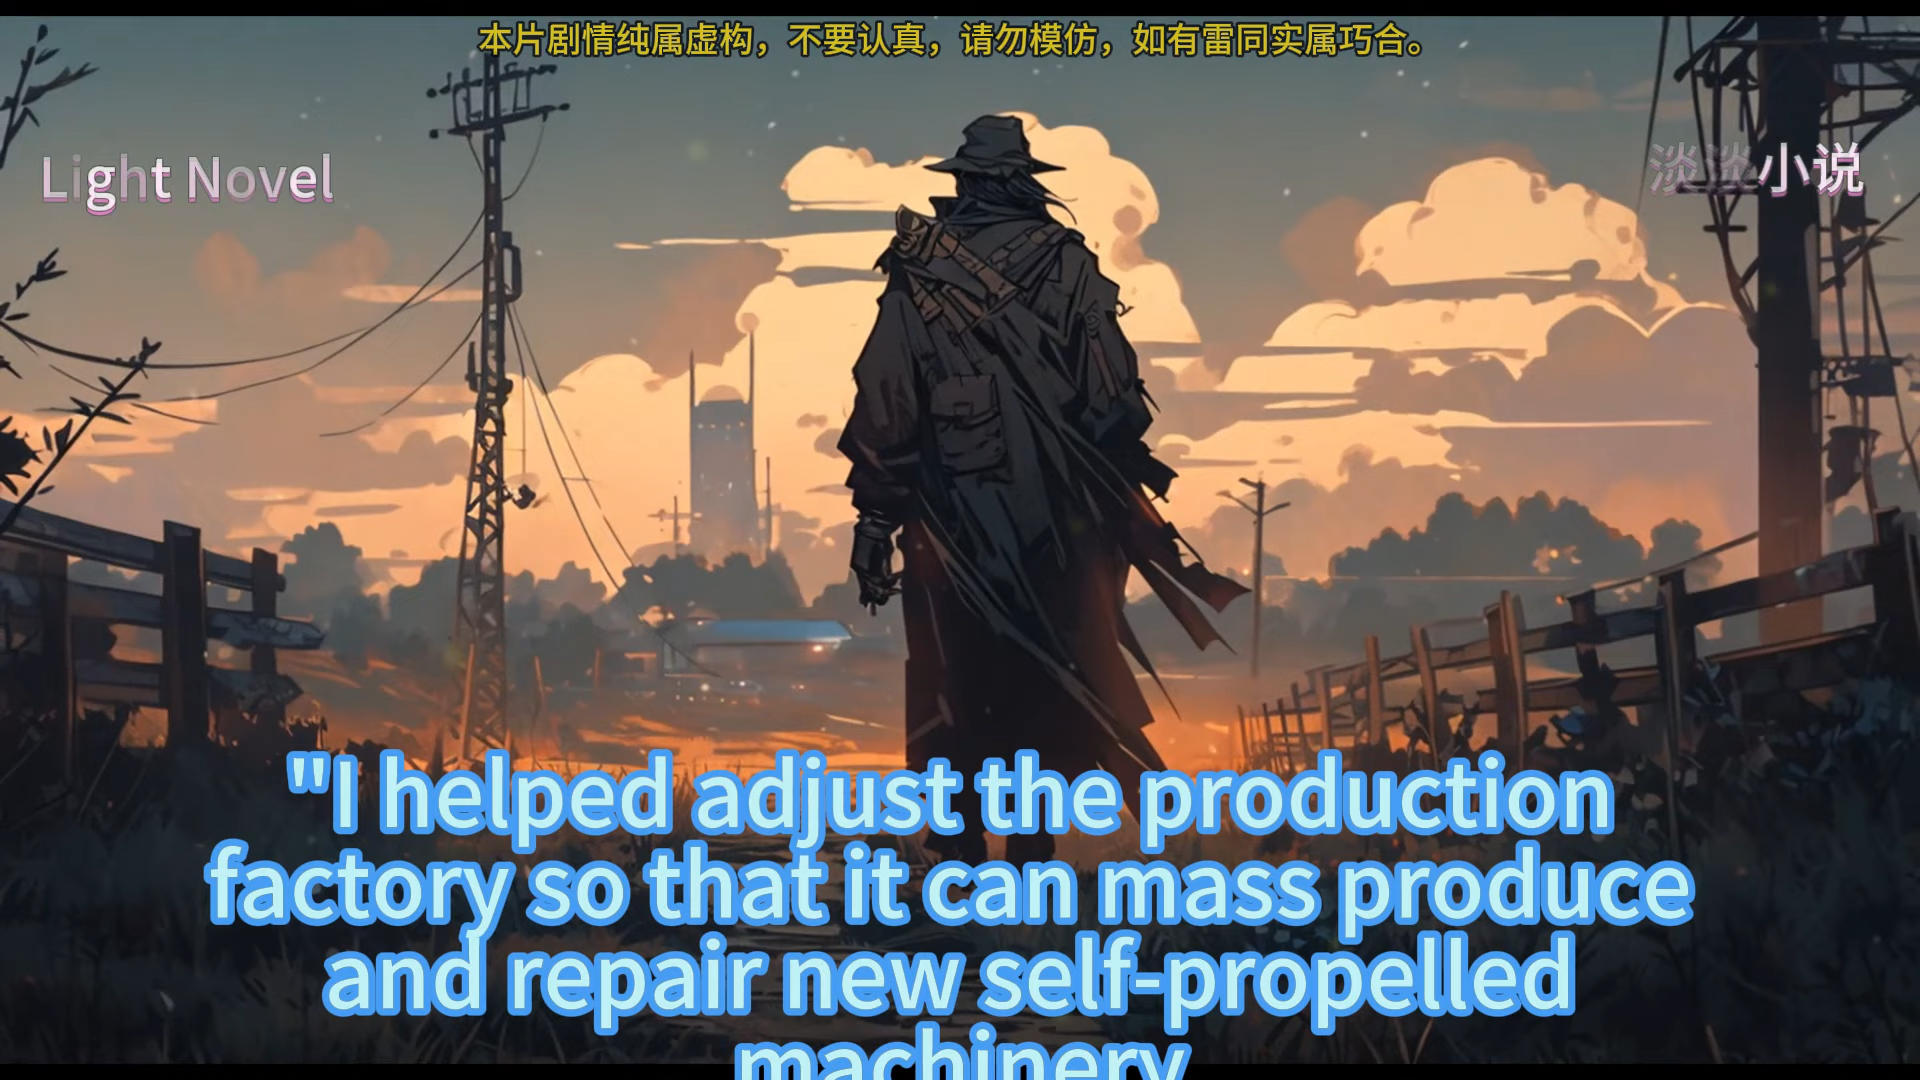 本片剧情纯属虚构，不要认真，请勿模仿，如有雷同实属巧合。
Light Novel
淡淡小说
"I helped adjust the production
factory so that it can mass produce
and repair new self-propelled
machinery